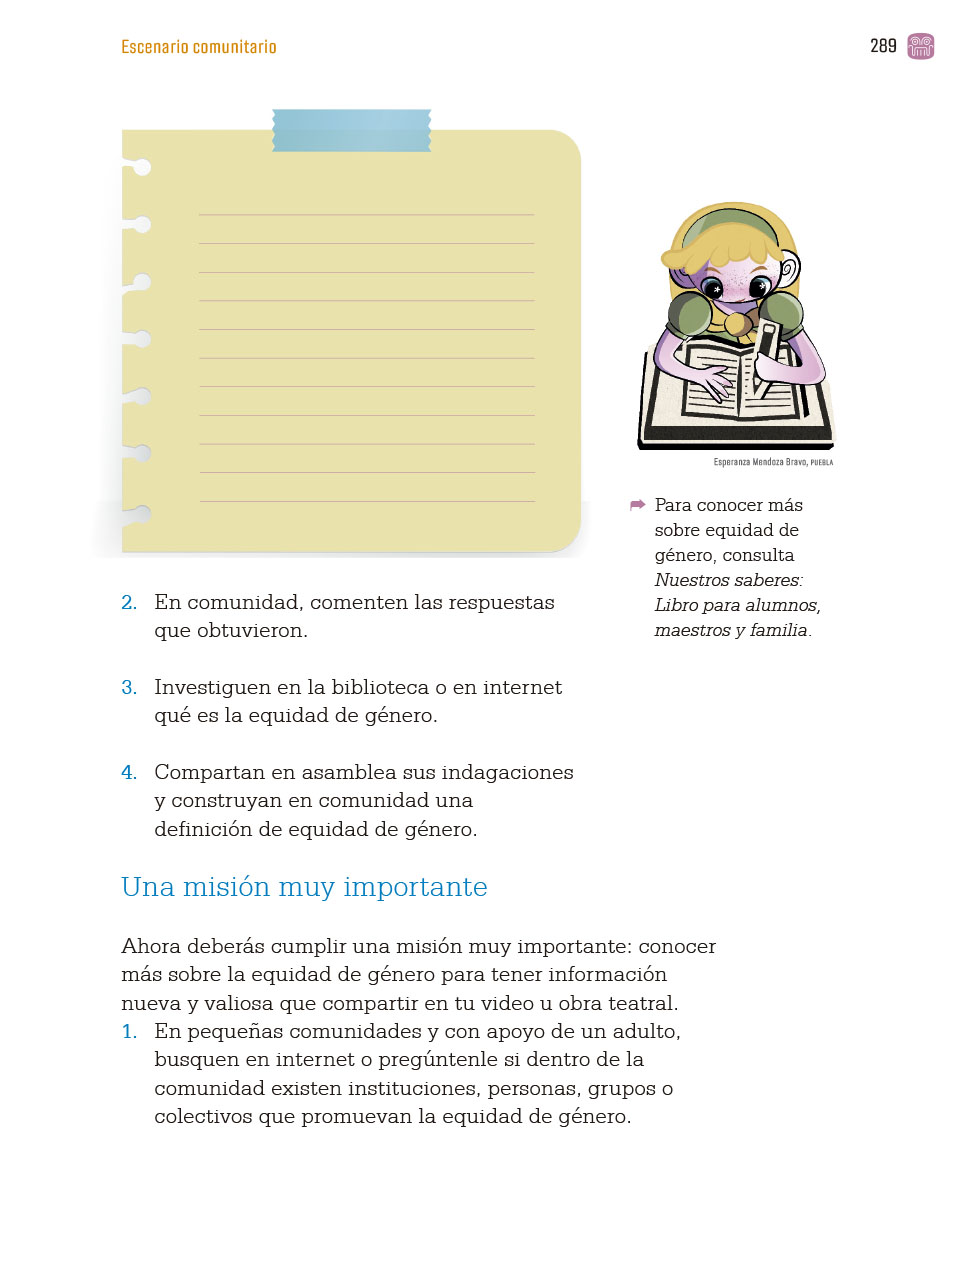 Escenario comunitario
289
Esperanza Mendoza Bravo, PUEBLA
Para conocer más
sobre equidad de
género, consulta
Nuestros saberes:
Libro para alumnos,
maestros y familia.
2. En comunidad, comenten las respuestas
que obtuvieron.
3. Investiguen en la biblioteca o en internet
qué es la equidad de género.
4. Compartan en asamblea sus indagaciones
y construyan en comunidad una
definición de equidad de género.
Una misión muy importante
Ahora deberás cumplir una misión muy importante: conocer
más sobre la equidad de género para tener información
nueva y valiosa que compartir en tu video u obra teatral.
1. En pequeñas comunidades y con apoyo de un adulto,
busquen en internet o pregúntenle si dentro de la
comunidad existen instituciones, personas, grupos o
colectivos que promuevan la equidad de género.